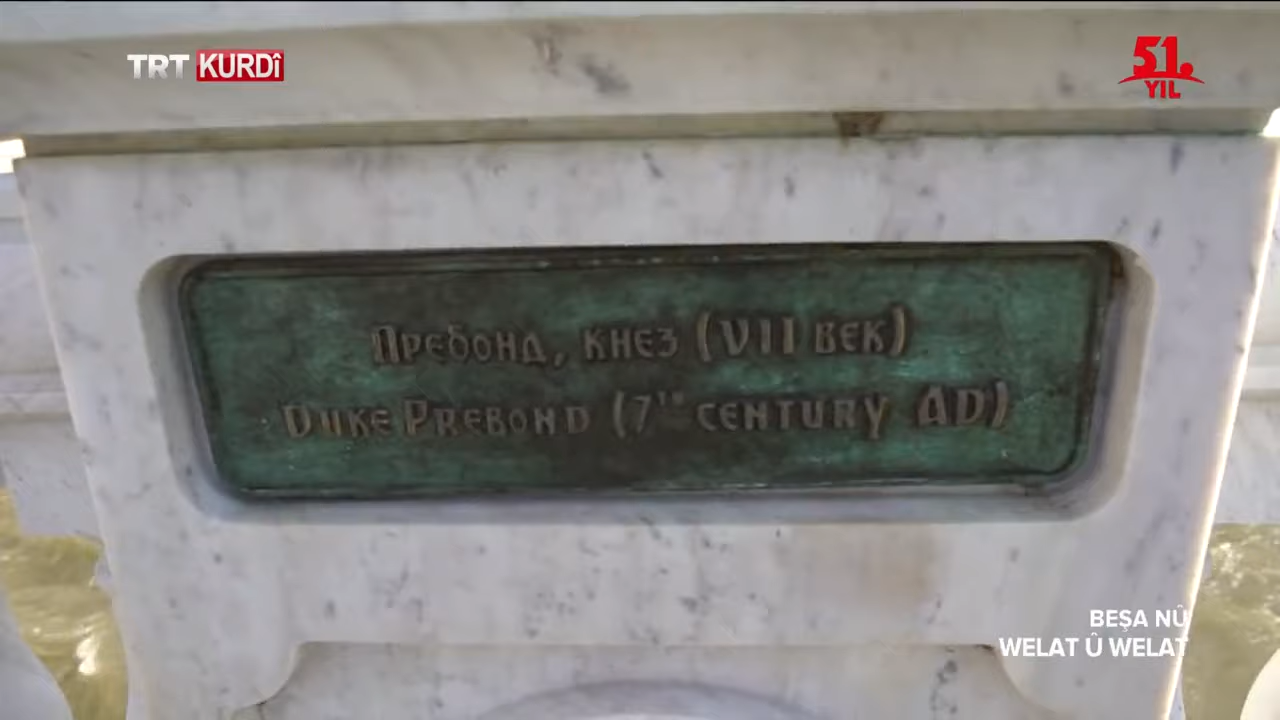 TRT KURDÎ
51.
YIL
Пребонд, кнез (VII век)
DUKE PREBOND (7TH CENTURY AD)
BEŞA NÛ
WELAT Û WELAT